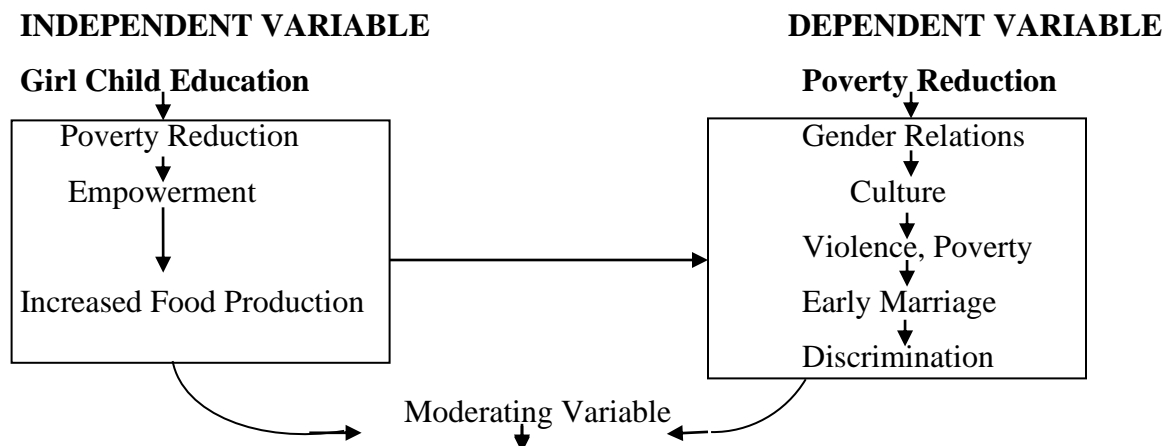 INDEPENDENT VARIABLE
DEPENDENT VARIABLE
Girl Child Education
Poverty Reduction
Poverty Reduction
Empowerment
Increased Food Production
Gender Relations
Culture
Violence, Poverty
Early Marriage
Discrimination
Moderating Variable